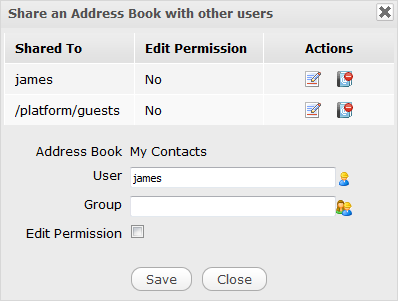 Share an Address Book with other users
Shared To Edit Permission Actions
james No
/platform/guests No
Address Book My Contacts
User james
Group
Edit Permission
Save Close